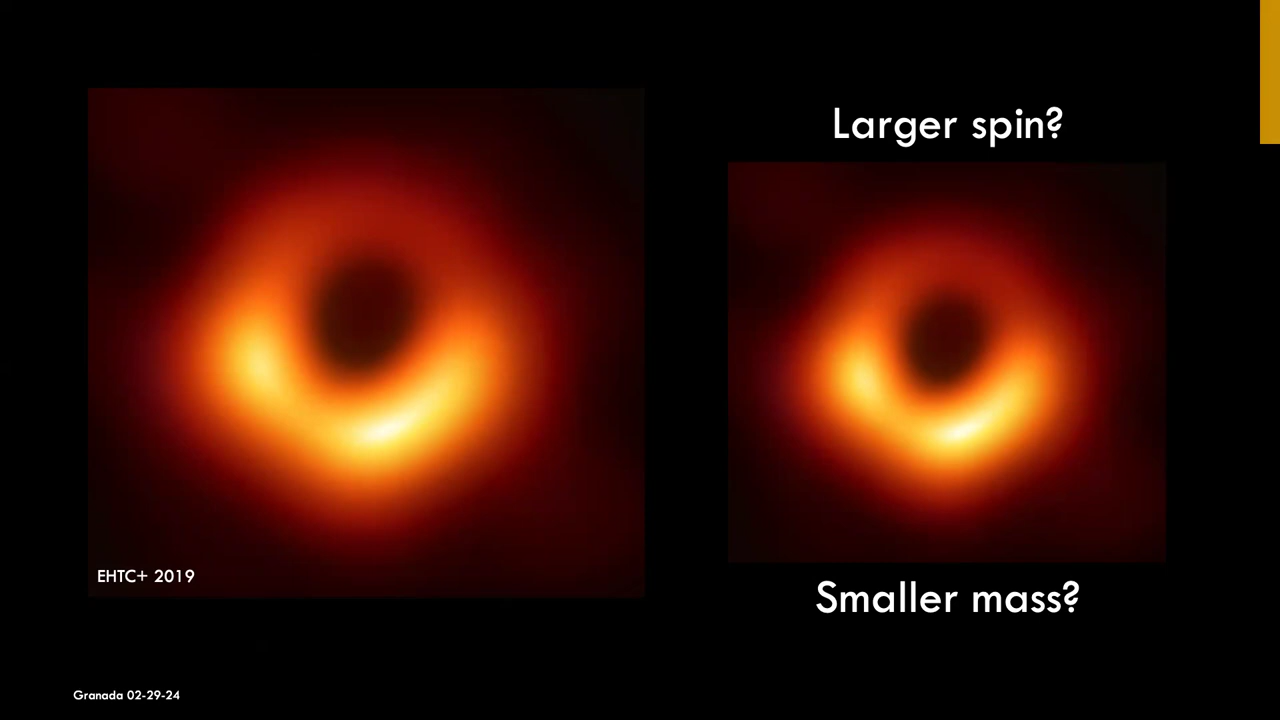 Larger spin?
EHTC+ 2019
Smaller mass?
Granada 02-29-24